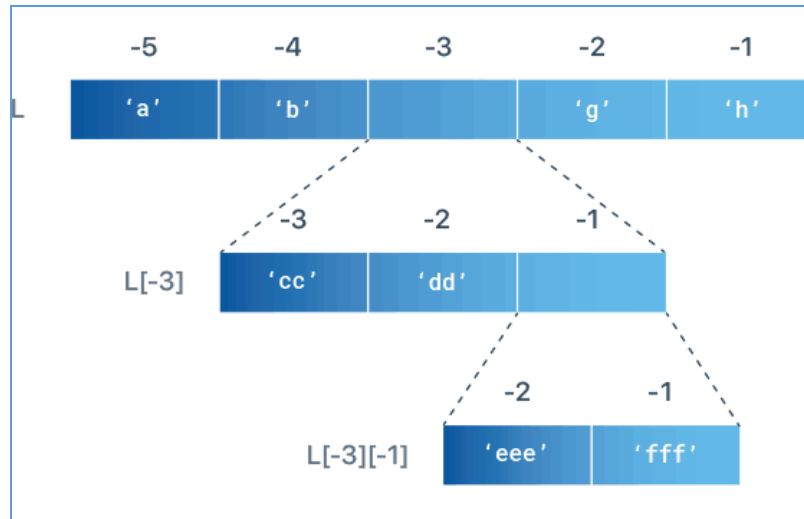 -5 -4 -3 -2 -1
L 'a' 'b' 'g' 'h'
-3 -2 -1
L[-3] 'cc' 'dd'
-2 -1
L[-3][-1] 'eee' 'fff'